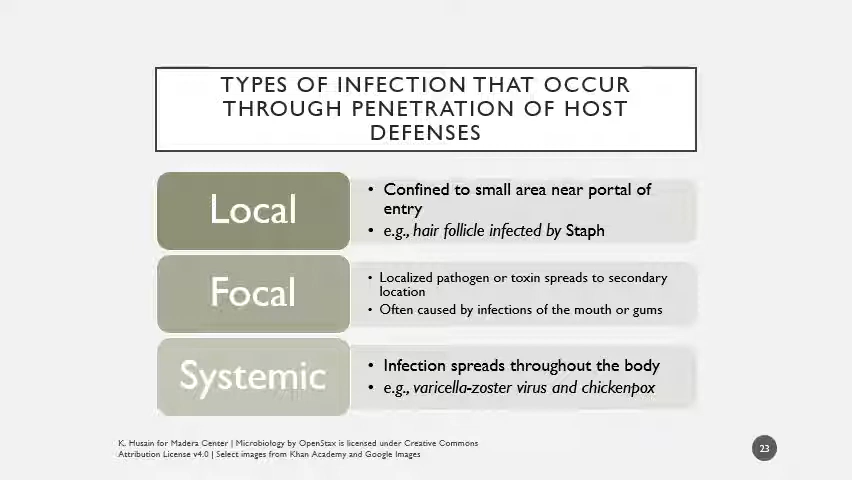 TYPES OF INFECTION THAT OCCUR
THROUGH PENETRATION OF HOST
DEFENSES
Local
• Confined to small area near portal of
entry
• e.g., hair follicle infected by Staph
Focal
• Localized pathogen or toxin spreads to secondary
location
• Often caused by infections of the mouth or gums
Systemic
• Infection spreads throughout the body
• e.g., varicella-zoster virus and chickenpox
K. Husain for Madera Center | Microbiology by OpenStax is licensed under Creative Commons
Attribution License v4.0 | Select images from Khan Academy and Google Images
23